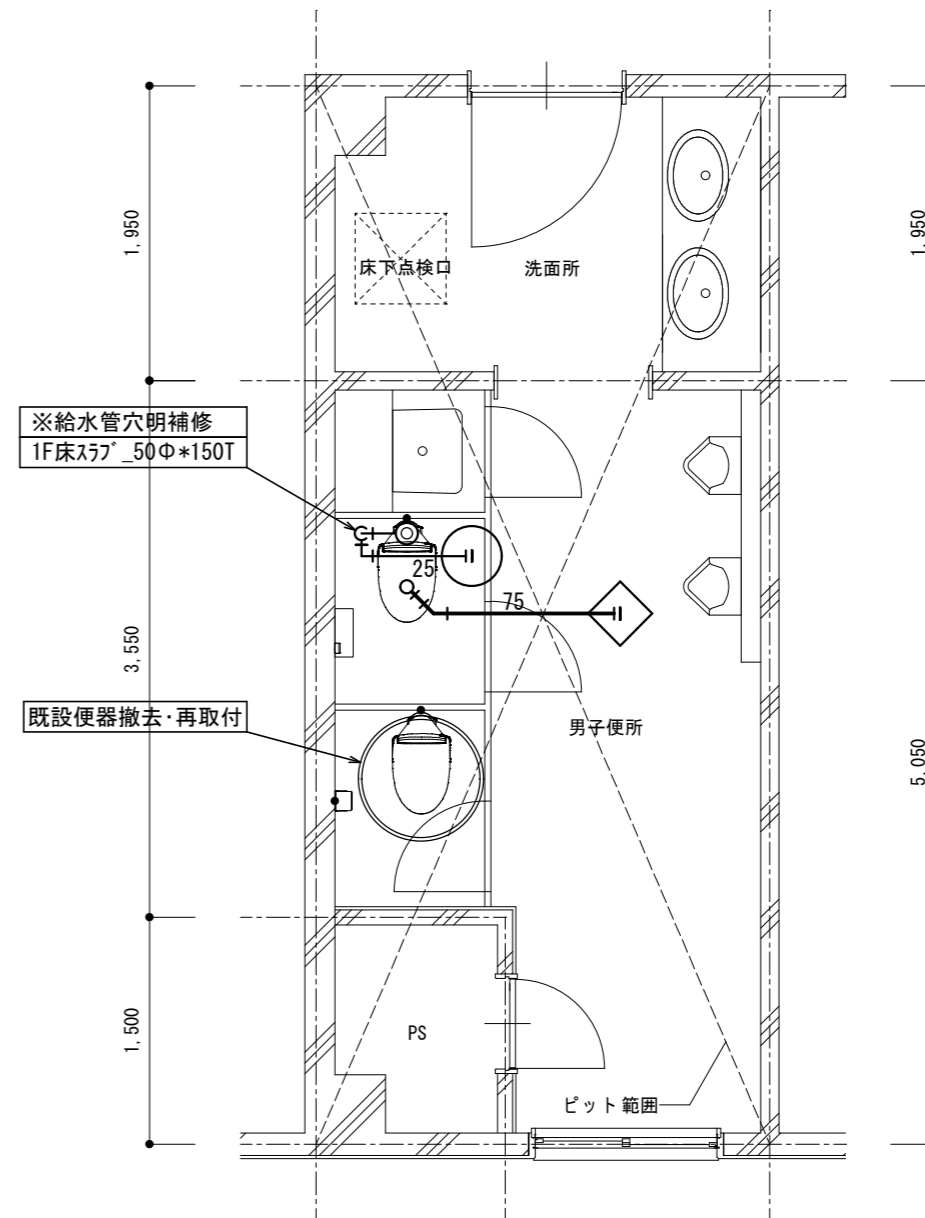 1,950
1,950
床下点検口
洗面所
※給水管穴明補修
1F床ｽﾗﾌﾞ_50Φ*150T
25
75
3,550
既設便器撤去･再取付
男子便所
5,050
1,500
PS
ピット範囲